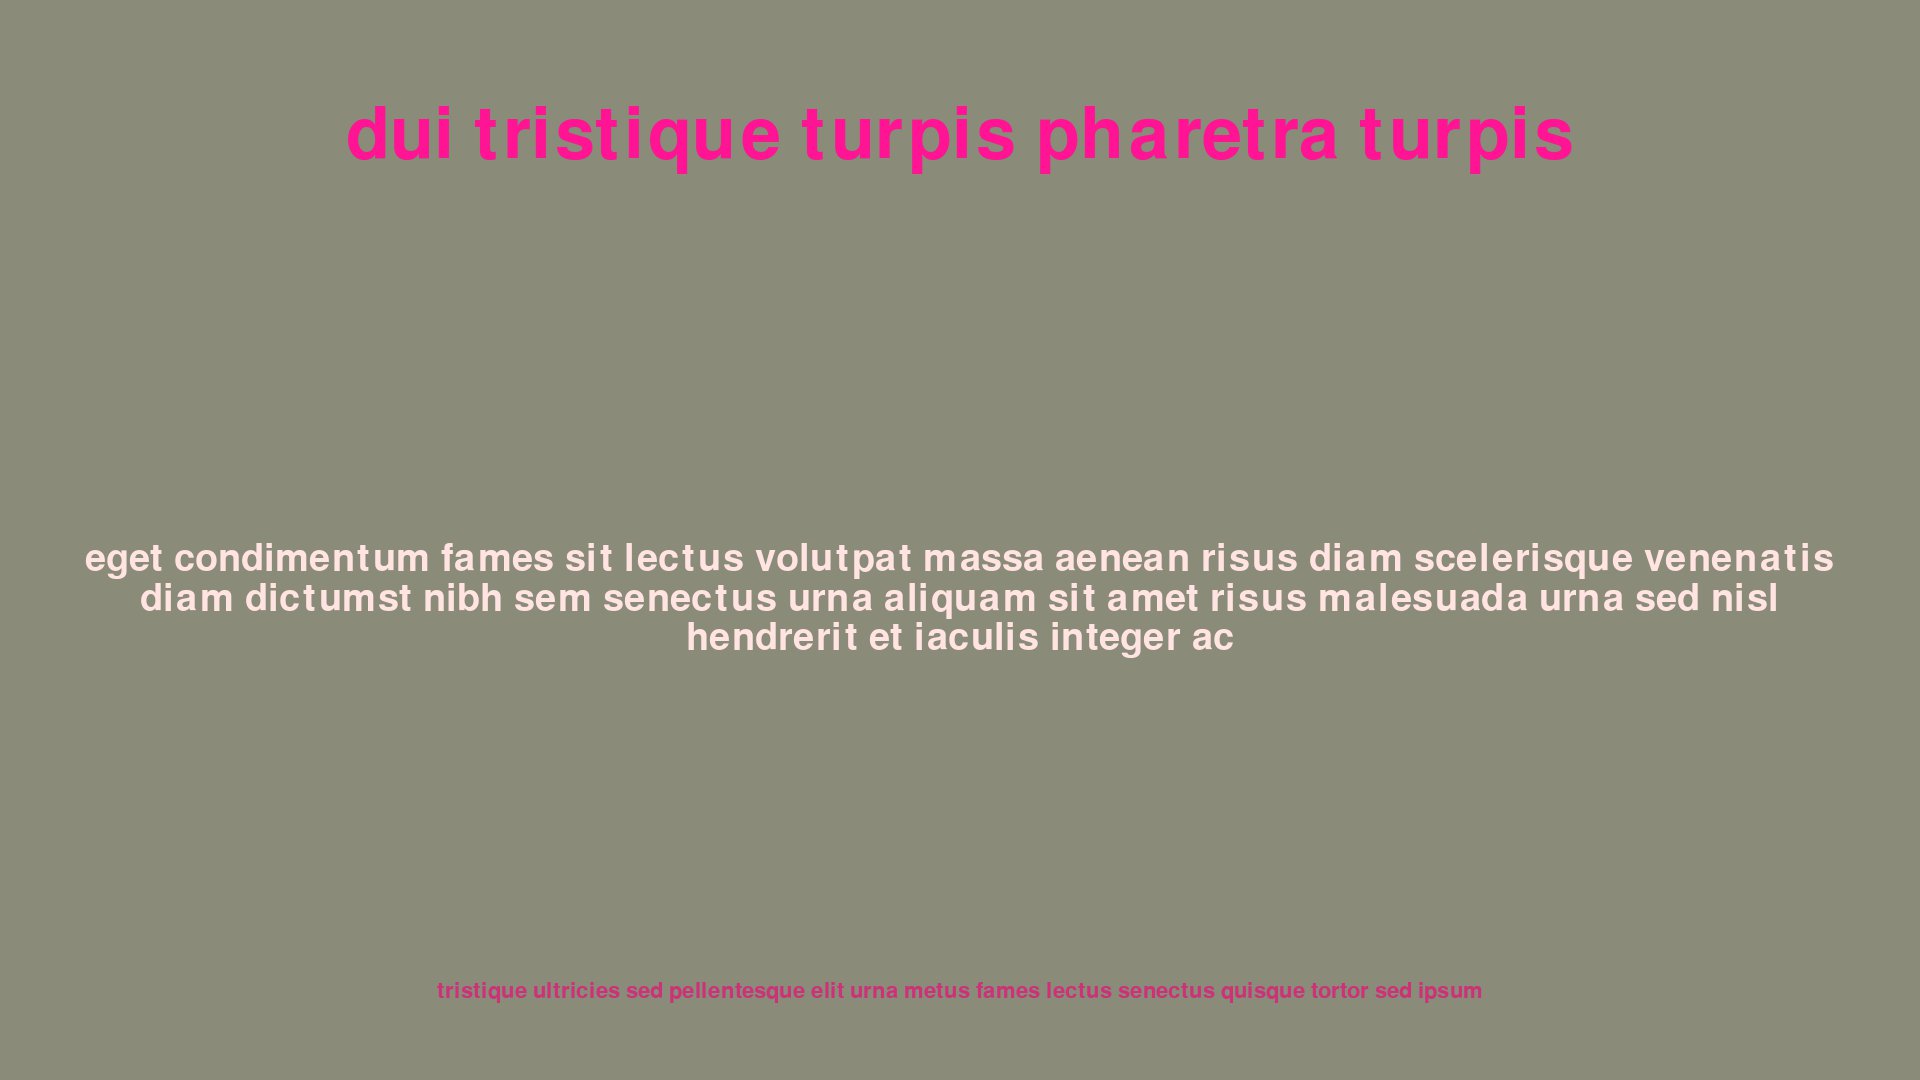 dui tristique turpis pharetra turpis
eget condimentum fames sit lectus volutpat massa aenean risus diam scelerisque venenatis
diam dictumst nibh sem senectus urna aliquam sit amet risus malesuada urna sed nisl
hendrerit et iaculis integer ac
tristique ultricies sed pellentesque elit urna metus fames lectus senectus quisque tortor sed ipsum